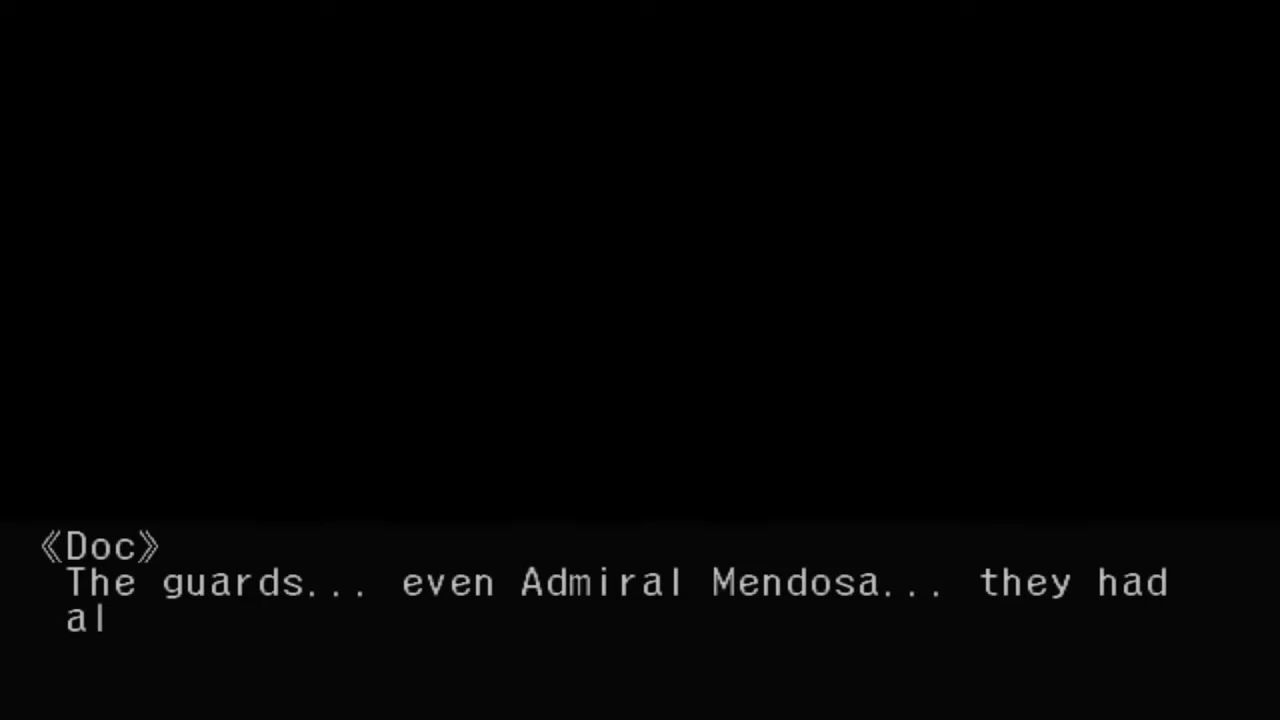 《Doc》
The guards... even Admiral Mendosa... they had
al